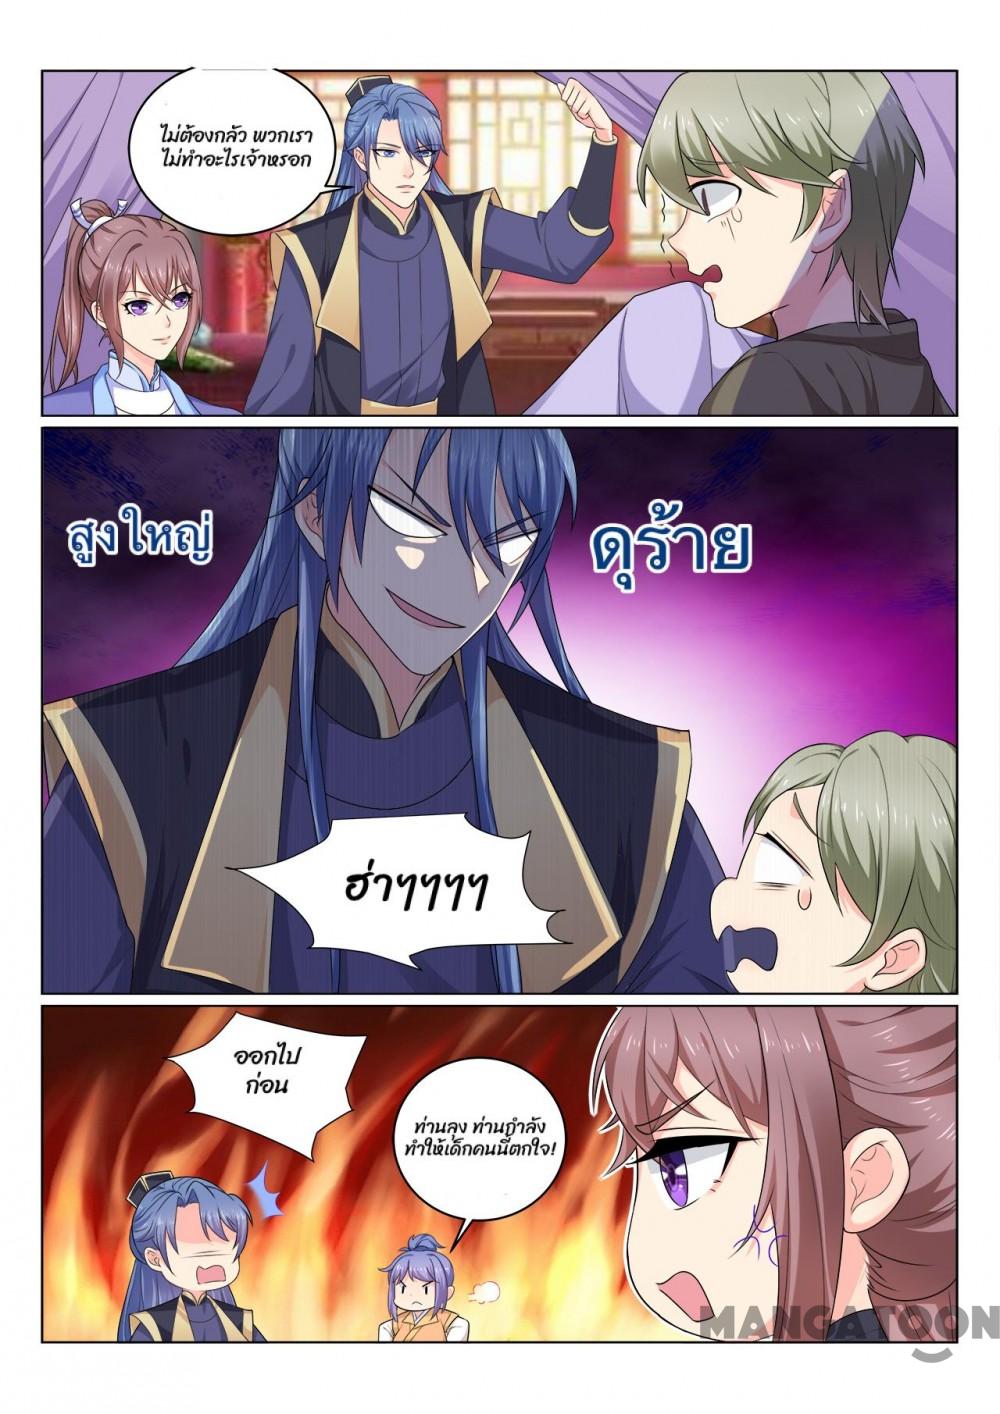 ไม่ต้องกลัว พวกเรา
ไม่ทำอะไรเจ้าหรอก
สูงใหญ่
ดุร้าย
ฮ่าๆๆๆๆ
ออกไป
ก่อน
ท่านลุง ท่านกำลัง
ทำให้เด็กคนนี้ตกใจ!
MANGATOON